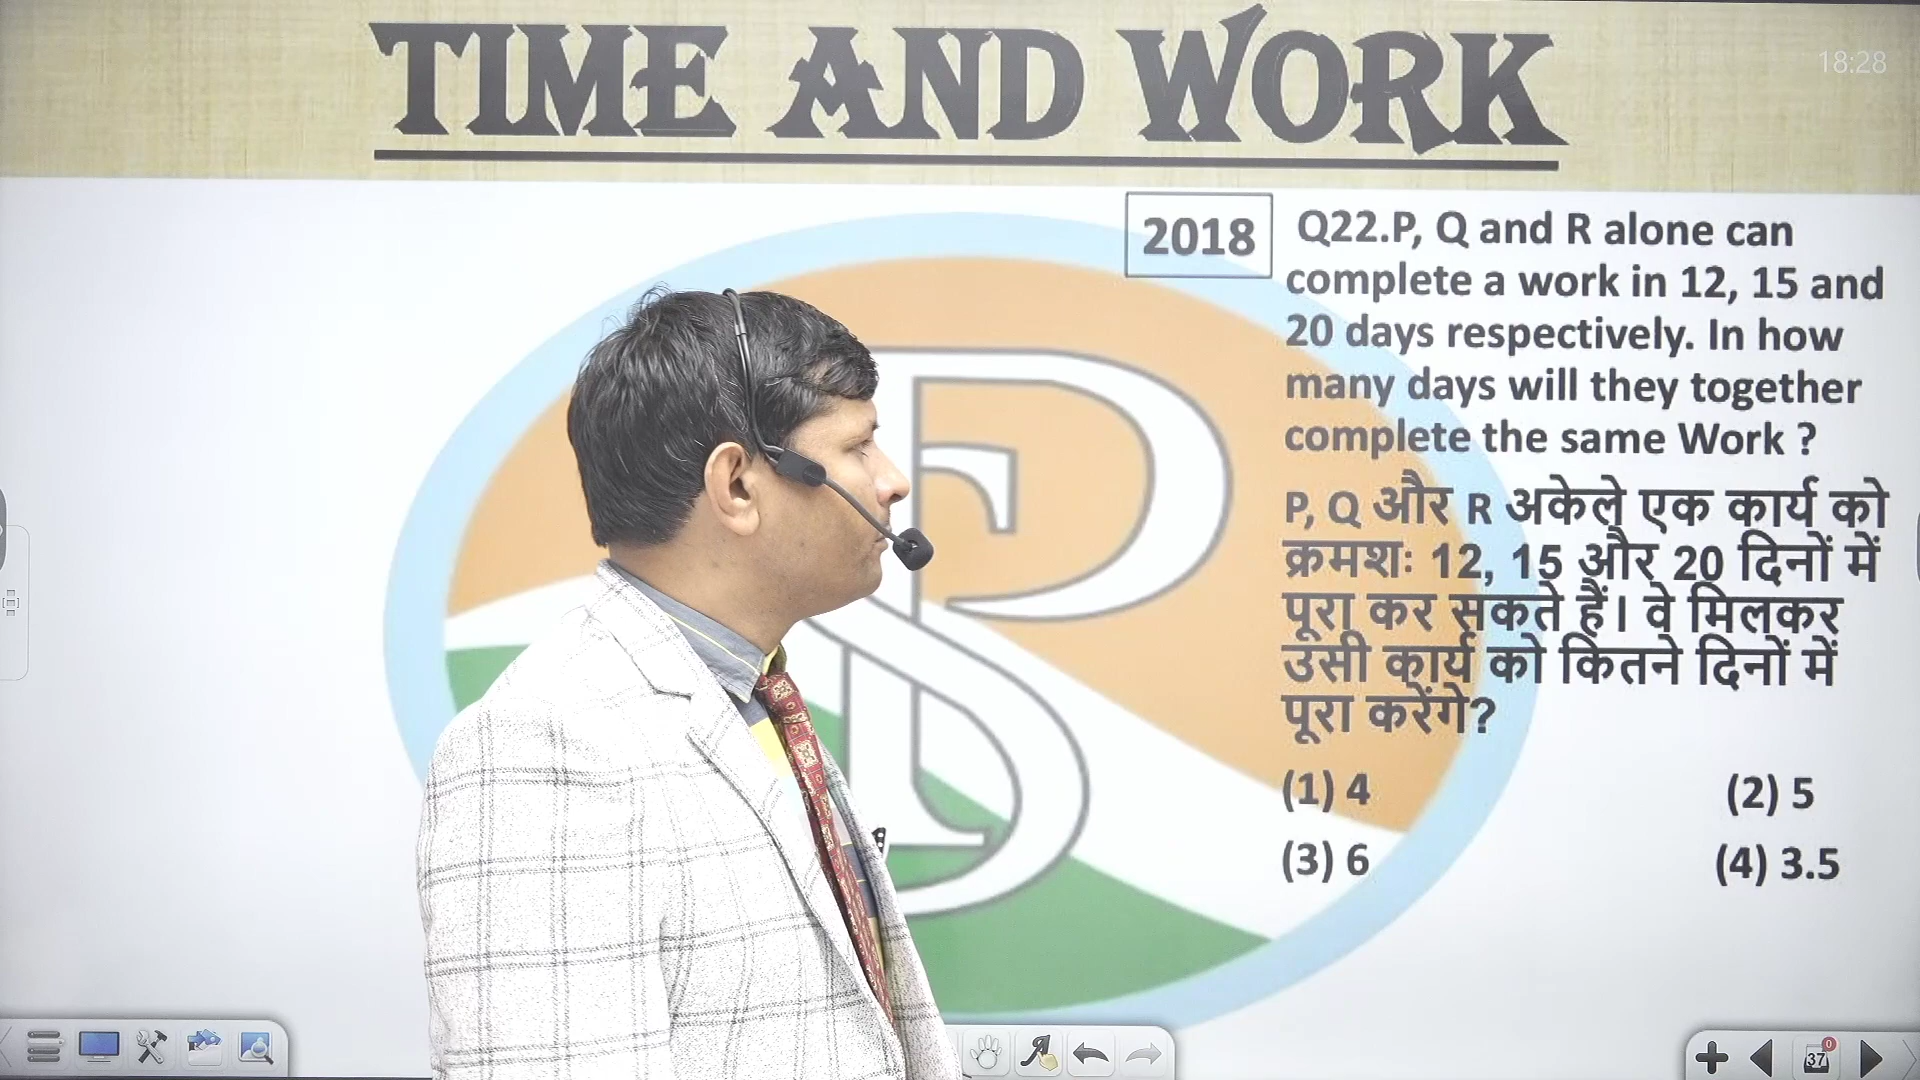 TIME AND WORK
18:28
2018
Q22.P, Q and R alone can
complete a work in 12, 15 and
20 days respectively. In how
many days will they together
complete the same Work ?
P, Q और R अकेले एक कार्य को
क्रमशः 12, 15 और 20 दिनों में
पूरा कर सकते हैं। वे मिलकर
उसी कार्य को कितने दिनों में
पूरा करेंगे?
(1) 4 (2) 5
(3) 6 (4) 3.5
37
0